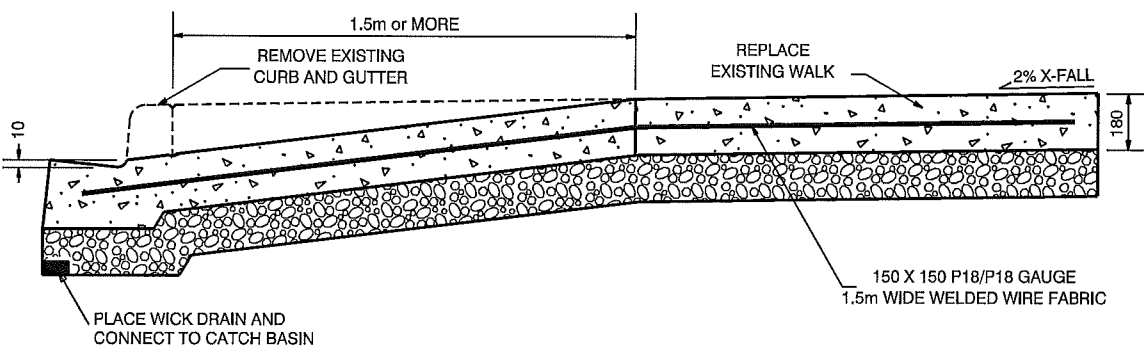 1.5m or MORE
REMOVE EXISTING
CURB AND GUTTER
REPLACE
EXISTING WALK
2% X-FALL
10
180
150 X 150 P18/P18 GAUGE
1.5m WIDE WELDED WIRE FABRIC
PLACE WICK DRAIN AND
CONNECT TO CATCH BASIN